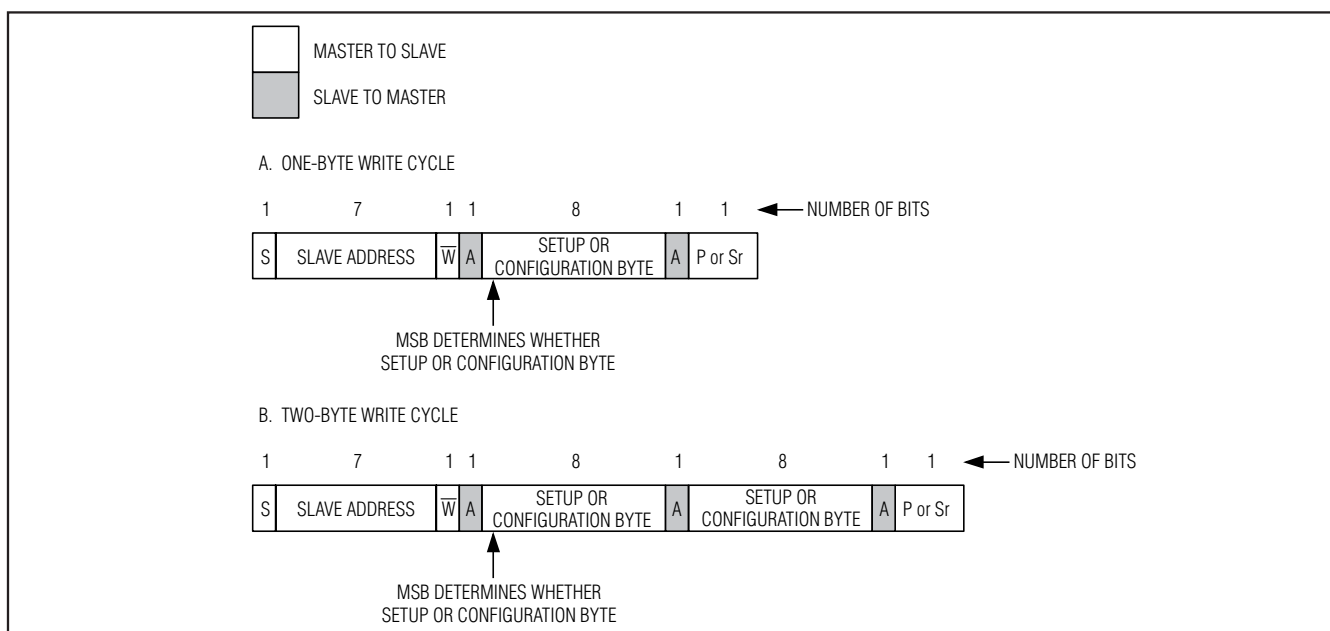 MASTER TO SLAVE
SLAVE TO MASTER
A. ONE-BYTE WRITE CYCLE
1 7 1 1 8 1 1 NUMBER OF BITS
S SLAVE ADDRESS W̅ A SETUP OR CONFIGURATION BYTE A P or Sr
MSB DETERMINES WHETHER
SETUP OR CONFIGURATION BYTE
B. TWO-BYTE WRITE CYCLE
1 7 1 1 8 1 8 1 1 NUMBER OF BITS
S SLAVE ADDRESS W̅ A SETUP OR CONFIGURATION BYTE A SETUP OR CONFIGURATION BYTE A P or Sr
MSB DETERMINES WHETHER
SETUP OR CONFIGURATION BYTE